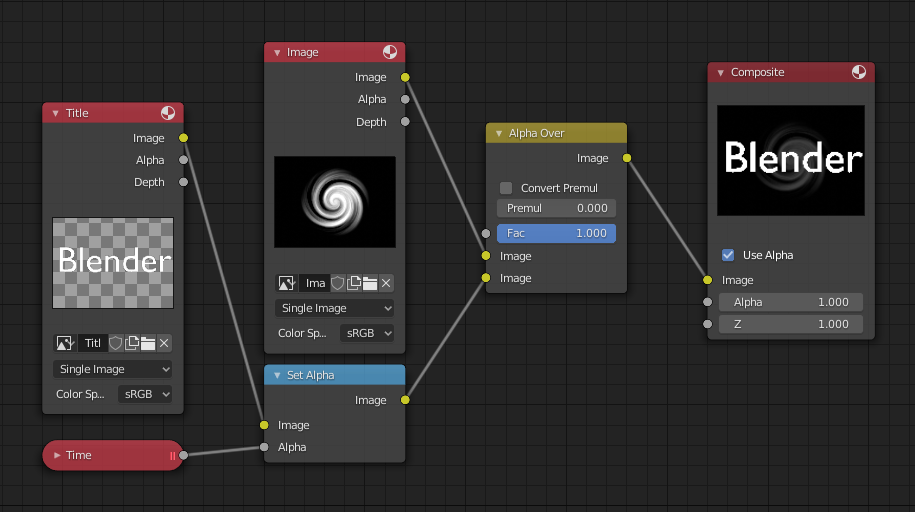 Title
Image
Alpha
Depth
Blender
Titl
Single Image
Color Sp...
sRGB
Time
Image
Image
Alpha
Depth
Ima
Single Image
Color Sp...
sRGB
Set Alpha
Image
Image
Alpha
Alpha Over
Image
Convert Premul
Premul 0.000
Fac 1.000
Image
Image
Composite
Blender
Use Alpha
Image
Alpha 1.000
Z 1.000